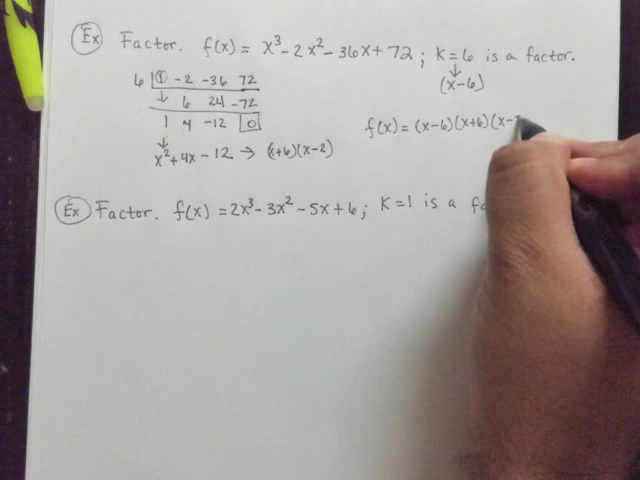 Ex Factor. f(x) = x³ - 2x² - 36x + 72 ; K = 6 is a factor.
↓
(x-6)
6 | 1 -2 -36 72
↓ 6 24 -72
1 4 -12 0
↓
x² + 4x - 12 → (x+6)(x-2)
f(x) = (x-6)(x+6)(x-
Ex Factor. f(x) = 2x³ - 3x² - 5x + 6 ; K = 1 is a